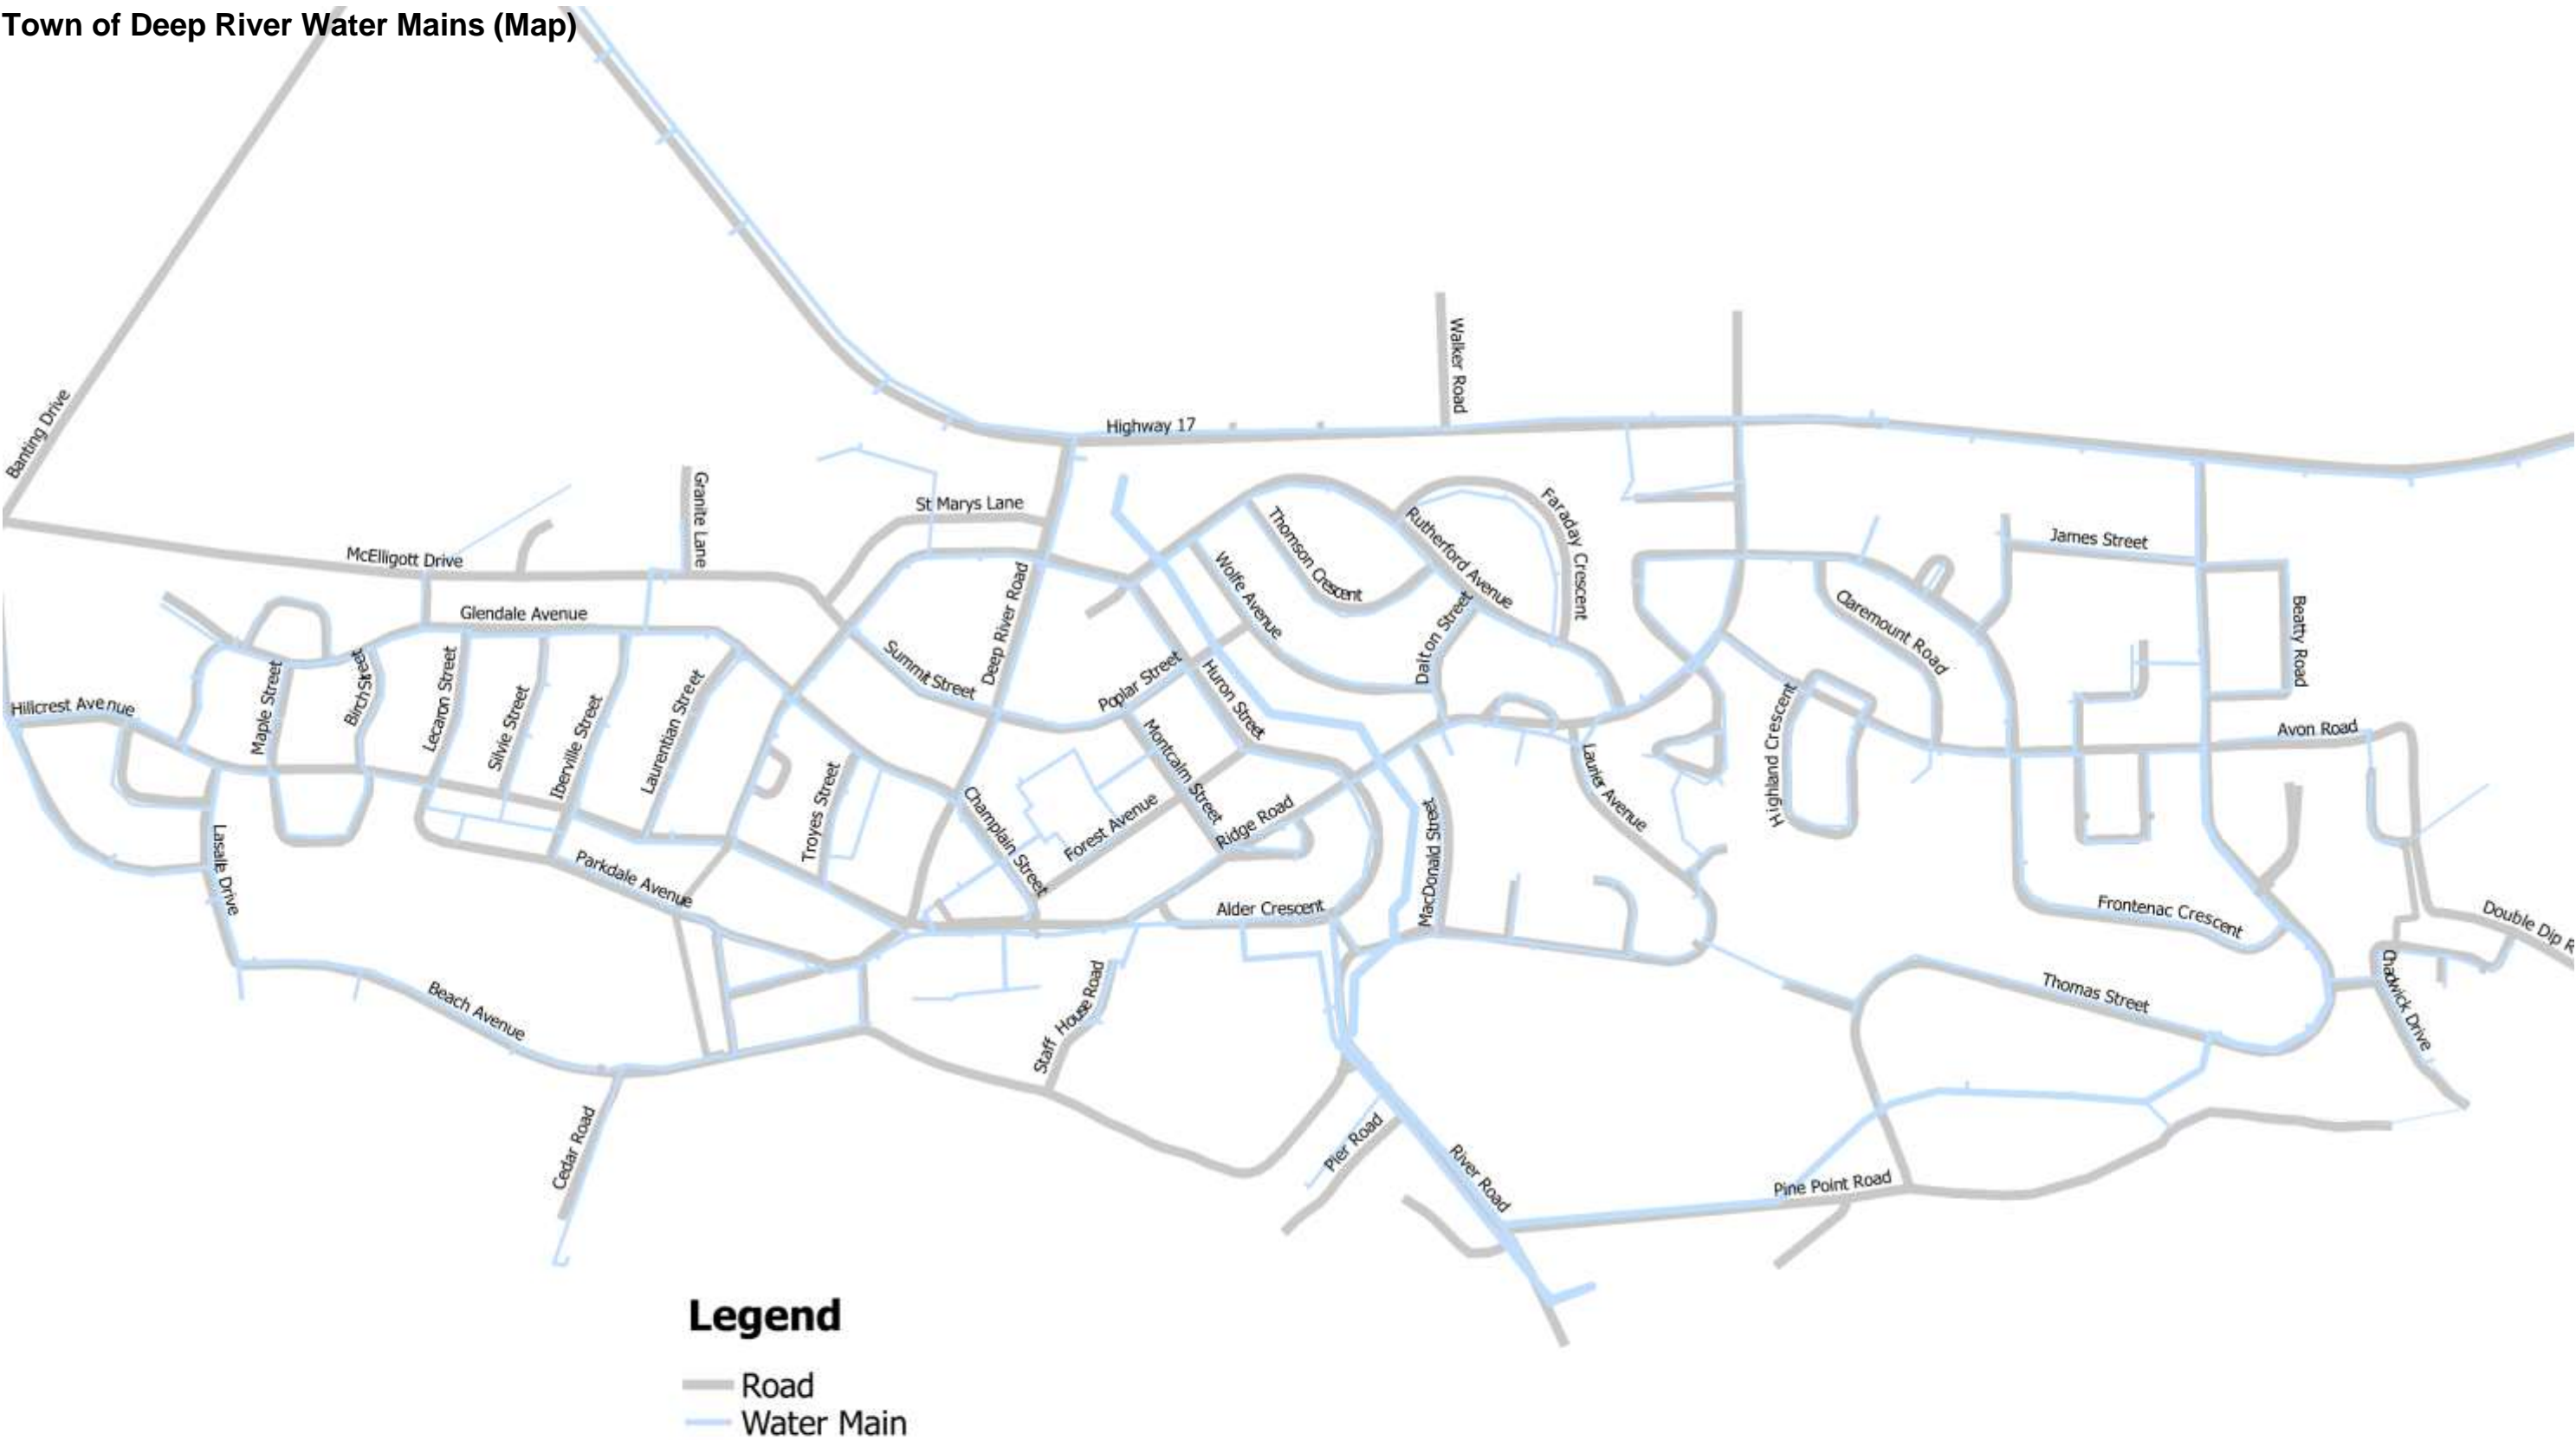 Town of Deep River Water Mains (Map)
Banting Drive
Walker Road
Highway 17
Granite Lane
St Marys Lane
McElligott Drive
Glendale Avenue
Faraday Crescent
Rutherford Avenue
Thomson Crescent
Wolfe Avenue
Dalton Street
James Street
Claremount Road
Beatty Road
Deep River Road
Summit Street
Poplar Street
Huron Street
Hillcrest Avenue
Maple Street
Birch Street
Lecaron Street
Silvie Street
Iberville Street
Laurentian Street
Montcalm Street
Highland Crescent
Avon Road
Laurier Avenue
Troyes Street
Champlain Street
Forest Avenue
Ridge Road
MacDonald Street
Lasalle Drive
Parkdale Avenue
Alder Crescent
Frontenac Crescent
Double Dip R
Beach Avenue
Staff House Road
Thomas Street
Chadwick Drive
Cedar Road
Pier Road
River Road
Pine Point Road
Legend
Road
Water Main